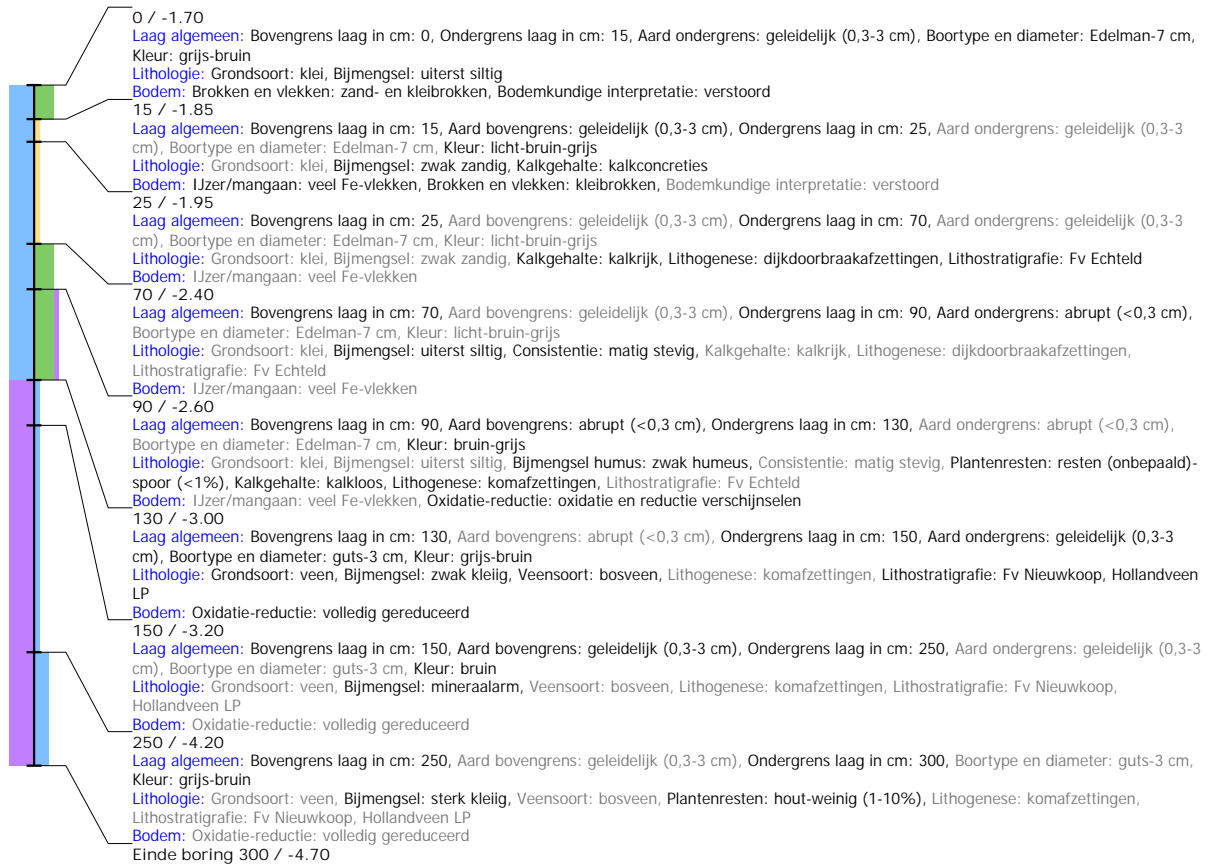 0 / -1.70
Laag algemeen: Bovengrens laag in cm: 0, Ondergrens laag in cm: 15, Aard ondergrens: geleidelijk (0,3-3 cm), Boortype en diameter: Edelman-7 cm,
Kleur: grijs-bruin
Lithologie: Grondsoort: klei, Bijmengsel: uiterst siltig
Bodem: Brokken en vlekken: zand- en kleibrokken, Bodemkundige interpretatie: verstoord
15 / -1.85
Laag algemeen: Bovengrens laag in cm: 15, Aard bovengrens: geleidelijk (0,3-3 cm), Ondergrens laag in cm: 25, Aard ondergrens: geleidelijk (0,3-3
cm), Boortype en diameter: Edelman-7 cm, Kleur: licht-bruin-grijs
Lithologie: Grondsoort: klei, Bijmengsel: zwak zandig, Kalkgehalte: kalkconcreties
Bodem: IJzer/mangaan: veel Fe-vlekken, Brokken en vlekken: kleibrokken, Bodemkundige interpretatie: verstoord
25 / -1.95
Laag algemeen: Bovengrens laag in cm: 25, Aard bovengrens: geleidelijk (0,3-3 cm), Ondergrens laag in cm: 70, Aard ondergrens: geleidelijk (0,3-3
cm), Boortype en diameter: Edelman-7 cm, Kleur: licht-bruin-grijs
Lithologie: Grondsoort: klei, Bijmengsel: zwak zandig, Kalkgehalte: kalkrijk, Lithogenese: dijkdoorbraakafzettingen, Lithostratigrafie: Fv Echteld
Bodem: IJzer/mangaan: veel Fe-vlekken
70 / -2.40
Laag algemeen: Bovengrens laag in cm: 70, Aard bovengrens: geleidelijk (0,3-3 cm), Ondergrens laag in cm: 90, Aard ondergrens: abrupt (<0,3 cm),
Boortype en diameter: Edelman-7 cm, Kleur: licht-bruin-grijs
Lithologie: Grondsoort: klei, Bijmengsel: uiterst siltig, Consistentie: matig stevig, Kalkgehalte: kalkrijk, Lithogenese: dijkdoorbraakafzettingen,
Lithostratigrafie: Fv Echteld
Bodem: IJzer/mangaan: veel Fe-vlekken
90 / -2.60
Laag algemeen: Bovengrens laag in cm: 90, Aard bovengrens: abrupt (<0,3 cm), Ondergrens laag in cm: 130, Aard ondergrens: abrupt (<0,3 cm),
Boortype en diameter: Edelman-7 cm, Kleur: bruin-grijs
Lithologie: Grondsoort: klei, Bijmengsel: uiterst siltig, Bijmengsel humus: zwak humeus, Consistentie: matig stevig, Plantenresten: resten (onbepaald)-
spoor (<1%), Kalkgehalte: kalkloos, Lithogenese: komafzettingen, Lithostratigrafie: Fv Echteld
Bodem: IJzer/mangaan: veel Fe-vlekken, Oxidatie-reductie: oxidatie en reductie verschijnselen
130 / -3.00
Laag algemeen: Bovengrens laag in cm: 130, Aard bovengrens: abrupt (<0,3 cm), Ondergrens laag in cm: 150, Aard ondergrens: geleidelijk (0,3-3
cm), Boortype en diameter: guts-3 cm, Kleur: grijs-bruin
Lithologie: Grondsoort: veen, Bijmengsel: zwak kleiig, Veensoort: bosveen, Lithogenese: komafzettingen, Lithostratigrafie: Fv Nieuwkoop, Hollandveen
LP
Bodem: Oxidatie-reductie: volledig gereduceerd
150 / -3.20
Laag algemeen: Bovengrens laag in cm: 150, Aard bovengrens: geleidelijk (0,3-3 cm), Ondergrens laag in cm: 250, Aard ondergrens: geleidelijk (0,3-3
cm), Boortype en diameter: guts-3 cm, Kleur: bruin
Lithologie: Grondsoort: veen, Bijmengsel: mineraalarm, Veensoort: bosveen, Lithogenese: komafzettingen, Lithostratigrafie: Fv Nieuwkoop,
Hollandveen LP
Bodem: Oxidatie-reductie: volledig gereduceerd
250 / -4.20
Laag algemeen: Bovengrens laag in cm: 250, Aard bovengrens: geleidelijk (0,3-3 cm), Ondergrens laag in cm: 300, Boortype en diameter: guts-3 cm,
Kleur: grijs-bruin
Lithologie: Grondsoort: veen, Bijmengsel: sterk kleiig, Veensoort: bosveen, Plantenresten: hout-weinig (1-10%), Lithogenese: komafzettingen,
Lithostratigrafie: Fv Nieuwkoop, Hollandveen LP
Bodem: Oxidatie-reductie: volledig gereduceerd
Einde boring 300 / -4.70